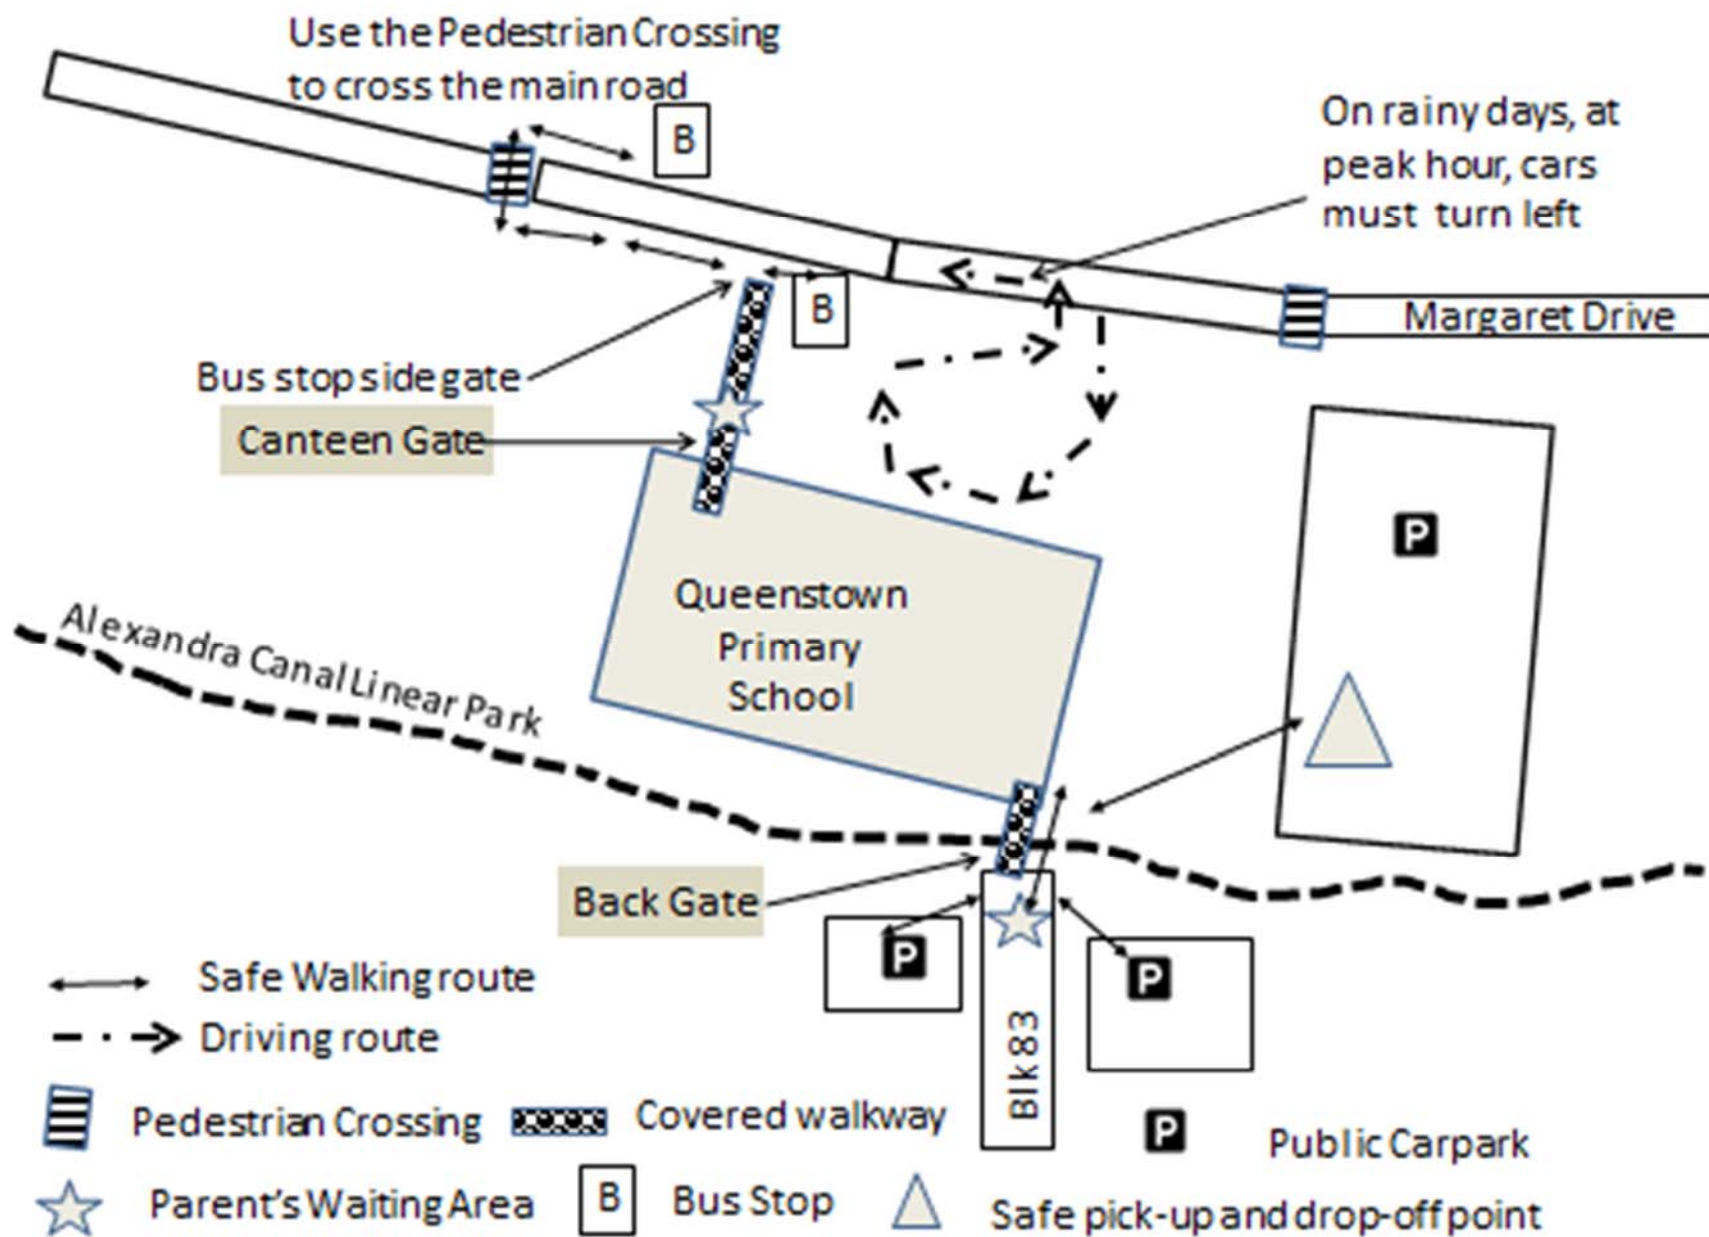 Use the Pedestrian Crossing
to cross the main road
B
On rainy days, at
peak hour, cars
must turn left
Margaret Drive
B
Bus stop side gate
Canteen Gate
P
Queenstown
Primary
School
Alexandra Canal Linear Park
Back Gate
P
P
Blk 83
Safe Walking route
Driving route
Pedestrian Crossing
Covered walkway
P
Public Carpark
Parent's Waiting Area
B
Bus Stop
Safe pick-up and drop-off point